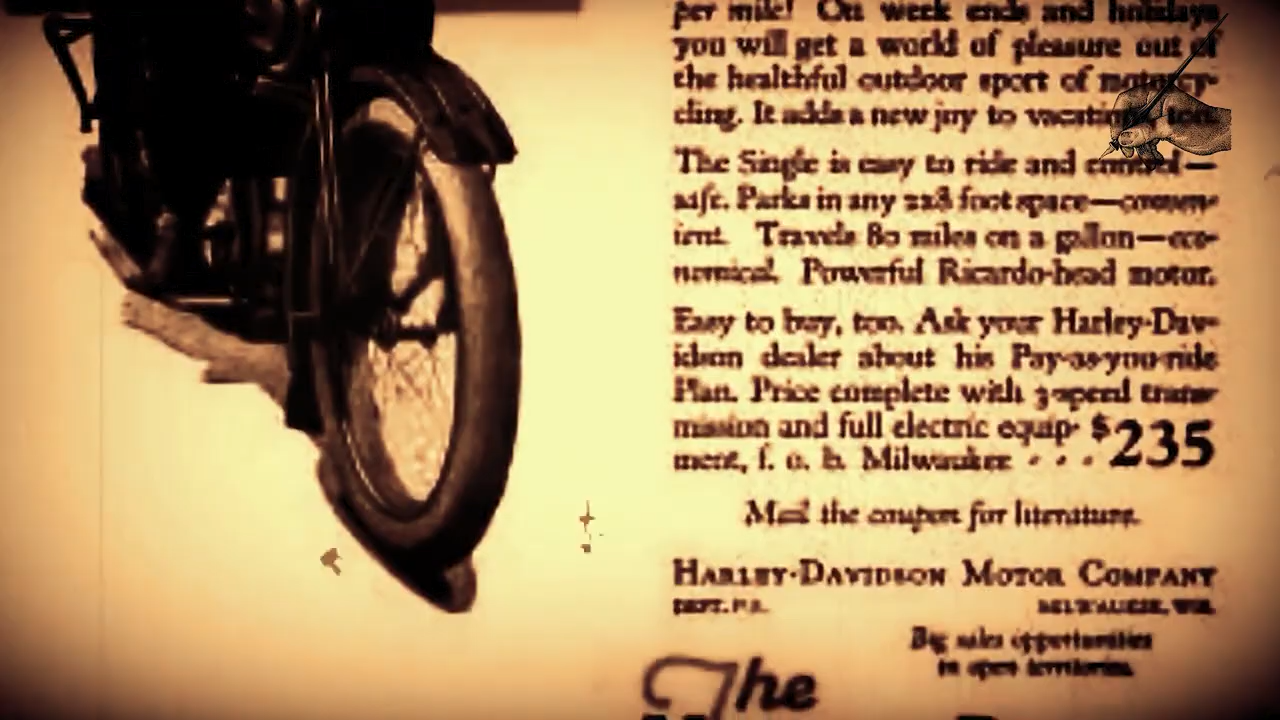 per mile! On week ends and holidays
you will get a world of pleasure out of
the healthful outdoor sport of motorcy-
cling. It adds a new joy to vacation, too.
The Single is easy to ride and control—
safe. Parks in any 2x8 foot space—conven-
ient. Travels 80 miles on a gallon—eco-
nomical. Powerful Ricardo-head motor.
Easy to buy, too. Ask your Harley-Dav-
idson dealer about his Pay-as-you-ride
Plan. Price complete with 3-speed trans-
mission and full electric equip-
ment, f. o. b. Milwaukee - - - $235
Mail the coupon for literature.
HARLEY-DAVIDSON MOTOR COMPANY
DEPT. MILWAUKEE, WIS.
Big sales opportunities
in open territories.
The